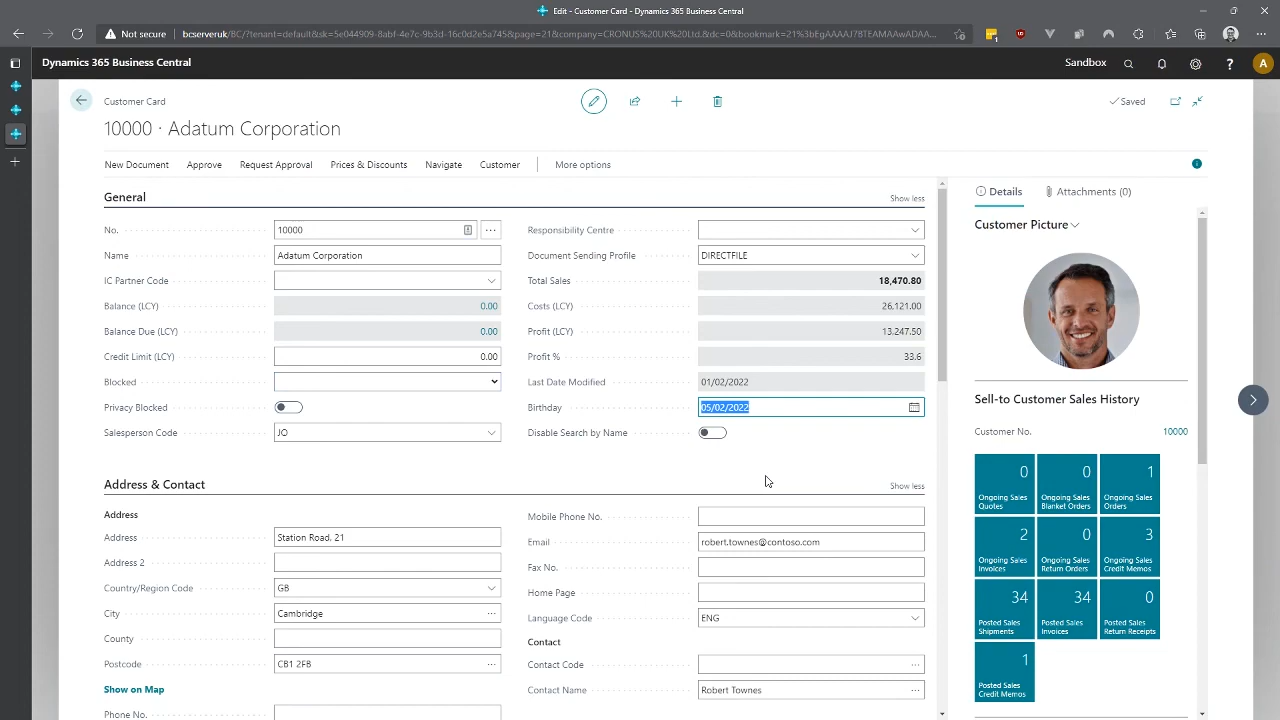 Edit - Customer Card - Dynamics 365 Business Central
Not secure
bcserveruk/BC/?tenant=default&sk=5e044909-8abf-4e7c-9b3d-16c0d2e5a745&page=21&company=CRONUS%20UK%20Ltd.&dc=0&bookmark=21%3bEgAAAAJ7BTEAMAAwADAA...
Dynamics 365 Business Central
Sandbox
?
A
Customer Card
Saved
10000 · Adatum Corporation
New Document
Approve
Request Approval
Prices & Discounts
Navigate
Customer
More options
General
Show less
No.
10000
Name
Adatum Corporation
IC Partner Code
Balance (LCY)
0.00
Balance Due (LCY)
0.00
Credit Limit (LCY)
0.00
Blocked
Privacy Blocked
Salesperson Code
JO
Responsibility Centre
Document Sending Profile
DIRECTFILE
Total Sales
18,470.80
Costs (LCY)
26,121.00
Profit (LCY)
13,247.50
Profit %
33.6
Last Date Modified
01/02/2022
Birthday
05/02/2022
Disable Search by Name
Address & Contact
Show less
Address
Address
Station Road, 21
Address 2
Country/Region Code
GB
City
Cambridge
County
Postcode
CB1 2FB
Show on Map
Phone No.
Mobile Phone No.
Email
robert.townes@contoso.com
Fax No.
Home Page
Language Code
ENG
Contact
Contact Code
Contact Name
Robert Townes
Details
Attachments (0)
Customer Picture
Sell-to Customer Sales History
Customer No.
10000
0
Ongoing Sales
Quotes
0
Ongoing Sales
Blanket Orders
1
Ongoing Sales
Orders
2
Ongoing Sales
Invoices
0
Ongoing Sales
Return Orders
3
Ongoing Sales
Credit Memos
34
Posted Sales
Shipments
34
Posted Sales
Invoices
0
Posted Sales
Return Receipts
1
Posted Sales
Credit Memos